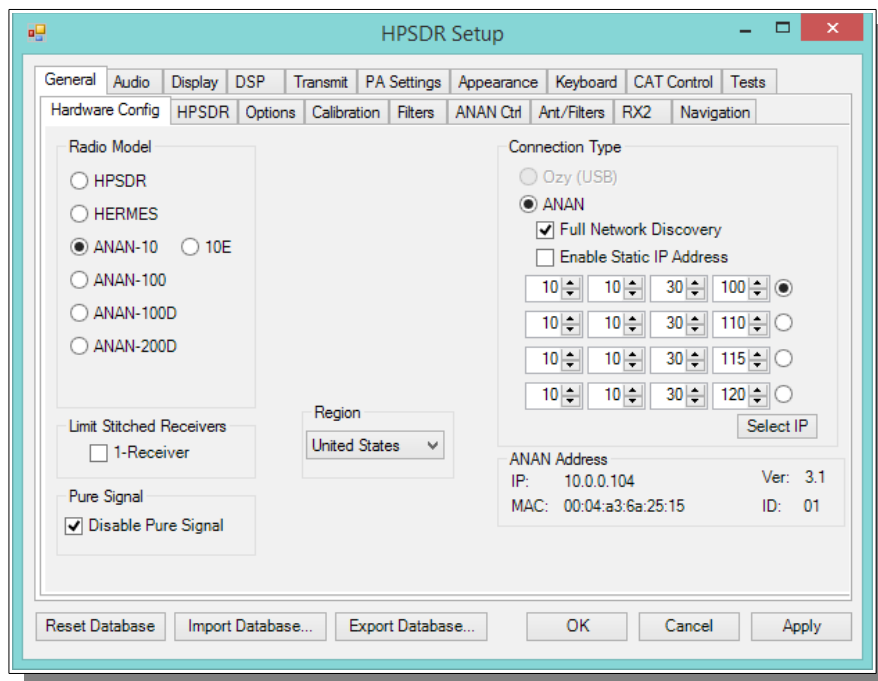 HPSDR Setup
General Audio Display DSP Transmit PA Settings Appearance Keyboard CAT Control Tests
Hardware Config HPSDR Options Calibration Filters ANAN Ctrl Ant/Filters RX2 Navigation
Radio Model
HPSDR
HERMES
ANAN-10 10E
ANAN-100
ANAN-100D
ANAN-200D
Limit Stitched Receivers
1-Receiver
Pure Signal
Disable Pure Signal
Region
United States
Connection Type
Ozy (USB)
ANAN
Full Network Discovery
Enable Static IP Address
10 10 30 100
10 10 30 110
10 10 30 115
10 10 30 120
Select IP
ANAN Address
IP: 10.0.0.104 Ver: 3.1
MAC: 00:04:a3:6a:25:15 ID: 01
Reset Database Import Database... Export Database... OK Cancel Apply